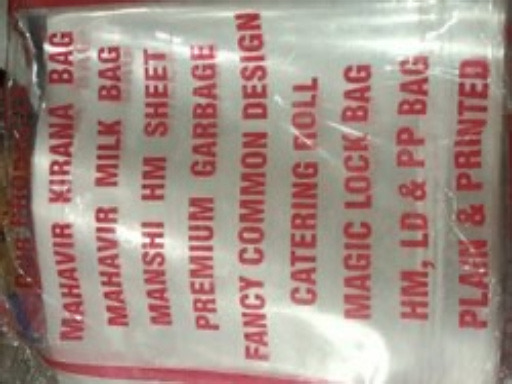 MAHAVIR KIRANA BAG
MAHAVIR MILK BAG
MANSHI HM SHEET
PREMIUM GARBAGE
FANCY COMMON DESIGN
CATERING ROLL
MAGIC LOCK BAG
HM, LD & PP BAG
PLAIN & PRINTED